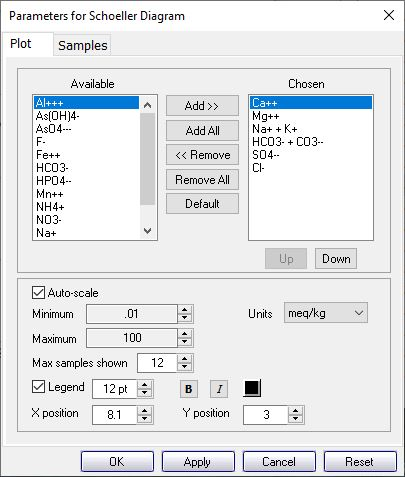 Parameters for Schoeller Diagram
Plot Samples
Available Chosen
Al+++
As(OH)4-
AsO4---
F-
Fe++
HCO3-
HPO4--
Mn++
NH4+
NO3-
Na+
Add >>
Add All
<< Remove
Remove All
Default
Ca++
Mg++
Na+ + K+
HCO3- + CO3--
SO4--
Cl-
Up Down
Auto-scale
Minimum .01 Units meq/kg
Maximum 100
Max samples shown 12
Legend 12 pt B I
X position 8.1 Y position 3
OK Apply Cancel Reset